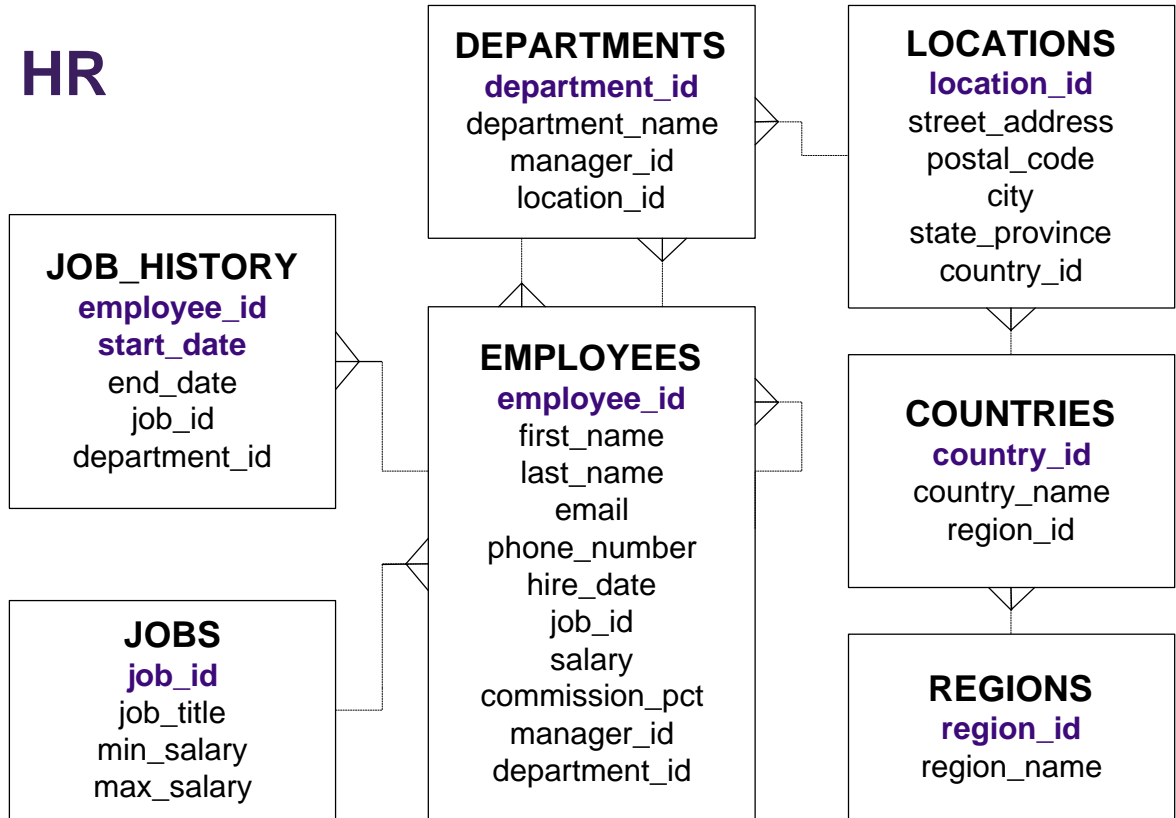 HR
DEPARTMENTS
department_id
department_name
manager_id
location_id
LOCATIONS
location_id
street_address
postal_code
city
state_province
country_id
JOB_HISTORY
employee_id
start_date
end_date
job_id
department_id
EMPLOYEES
employee_id
first_name
last_name
email
phone_number
hire_date
job_id
salary
commission_pct
manager_id
department_id
COUNTRIES
country_id
country_name
region_id
JOBS
job_id
job_title
min_salary
max_salary
REGIONS
region_id
region_name